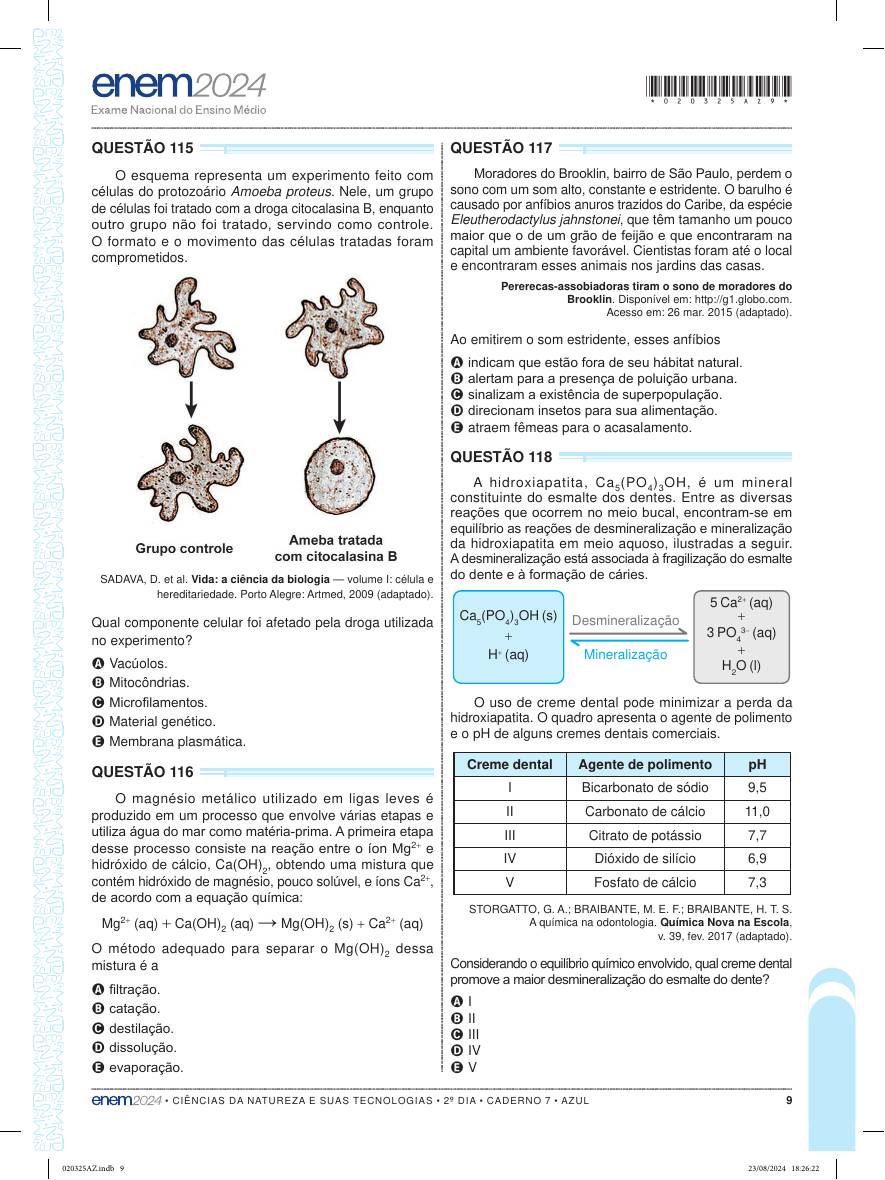 enem2024
Exame Nacional do Ensino Médio
*020325A29*
QUESTÃO 115
O esquema representa um experimento feito com
células do protozoário Amoeba proteus. Nele, um grupo
de células foi tratado com a droga citocalasina B, enquanto
outro grupo não foi tratado, servindo como controle.
O formato e o movimento das células tratadas foram
comprometidos.
Grupo controle
Ameba tratada
com citocalasina B
SADAVA, D. et al. Vida: a ciência da biologia — volume I: célula e
hereditariedade. Porto Alegre: Artmed, 2009 (adaptado).
Qual componente celular foi afetado pela droga utilizada
no experimento?
A Vacúolos.
B Mitocôndrias.
C Microfilamentos.
D Material genético.
E Membrana plasmática.
QUESTÃO 116
O magnésio metálico utilizado em ligas leves é
produzido em um processo que envolve várias etapas e
utiliza água do mar como matéria-prima. A primeira etapa
desse processo consiste na reação entre o íon Mg²⁺ e
hidróxido de cálcio, Ca(OH)₂, obtendo uma mistura que
contém hidróxido de magnésio, pouco solúvel, e íons Ca²⁺,
de acordo com a equação química:
Mg²⁺ (aq) + Ca(OH)₂ (aq) ⟶ Mg(OH)₂ (s) + Ca²⁺ (aq)
O método adequado para separar o Mg(OH)₂ dessa
mistura é a
A filtração.
B catação.
C destilação.
D dissolução.
E evaporação.
QUESTÃO 117
Moradores do Brooklin, bairro de São Paulo, perdem o
sono com um som alto, constante e estridente. O barulho é
causado por anfíbios anuros trazidos do Caribe, da espécie
Eleutherodactylus jahnstonei, que têm tamanho um pouco
maior que o de um grão de feijão e que encontraram na
capital um ambiente favorável. Cientistas foram até o local
e encontraram esses animais nos jardins das casas.
Pererecas-assobiadoras tiram o sono de moradores do
Brooklin. Disponível em: http://g1.globo.com.
Acesso em: 26 mar. 2015 (adaptado).
Ao emitirem o som estridente, esses anfíbios
A indicam que estão fora de seu hábitat natural.
B alertam para a presença de poluição urbana.
C sinalizam a existência de superpopulação.
D direcionam insetos para sua alimentação.
E atraem fêmeas para o acasalamento.
QUESTÃO 118
A hidroxiapatita, Ca₅(PO₄)₃OH, é um mineral
constituinte do esmalte dos dentes. Entre as diversas
reações que ocorrem no meio bucal, encontram-se em
equilíbrio as reações de desmineralização e mineralização
da hidroxiapatita em meio aquoso, ilustradas a seguir.
A desmineralização está associada à fragilização do esmalte
do dente e à formação de cáries.
Ca₅(PO₄)₃OH (s)
+
H⁺ (aq)
Desmineralização
Mineralização
5 Ca²⁺ (aq)
+
3 PO₄³⁻ (aq)
+
H₂O (l)
O uso de creme dental pode minimizar a perda da
hidroxiapatita. O quadro apresenta o agente de polimento
e o pH de alguns cremes dentais comerciais.
Creme dental Agente de polimento pH
I Bicarbonato de sódio 9,5
II Carbonato de cálcio 11,0
III Citrato de potássio 7,7
IV Dióxido de silício 6,9
V Fosfato de cálcio 7,3
STORGATTO, G. A.; BRAIBANTE, M. E. F.; BRAIBANTE, H. T. S.
A química na odontologia. Química Nova na Escola,
v. 39, fev. 2017 (adaptado).
Considerando o equilíbrio químico envolvido, qual creme dental
promove a maior desmineralização do esmalte do dente?
A I
B II
C III
D IV
E V
enem2024 • CIÊNCIAS DA NATUREZA E SUAS TECNOLOGIAS • 2º DIA • CADERNO 7 • AZUL
9
020325AZ.indb 9
23/08/2024 18:26:22